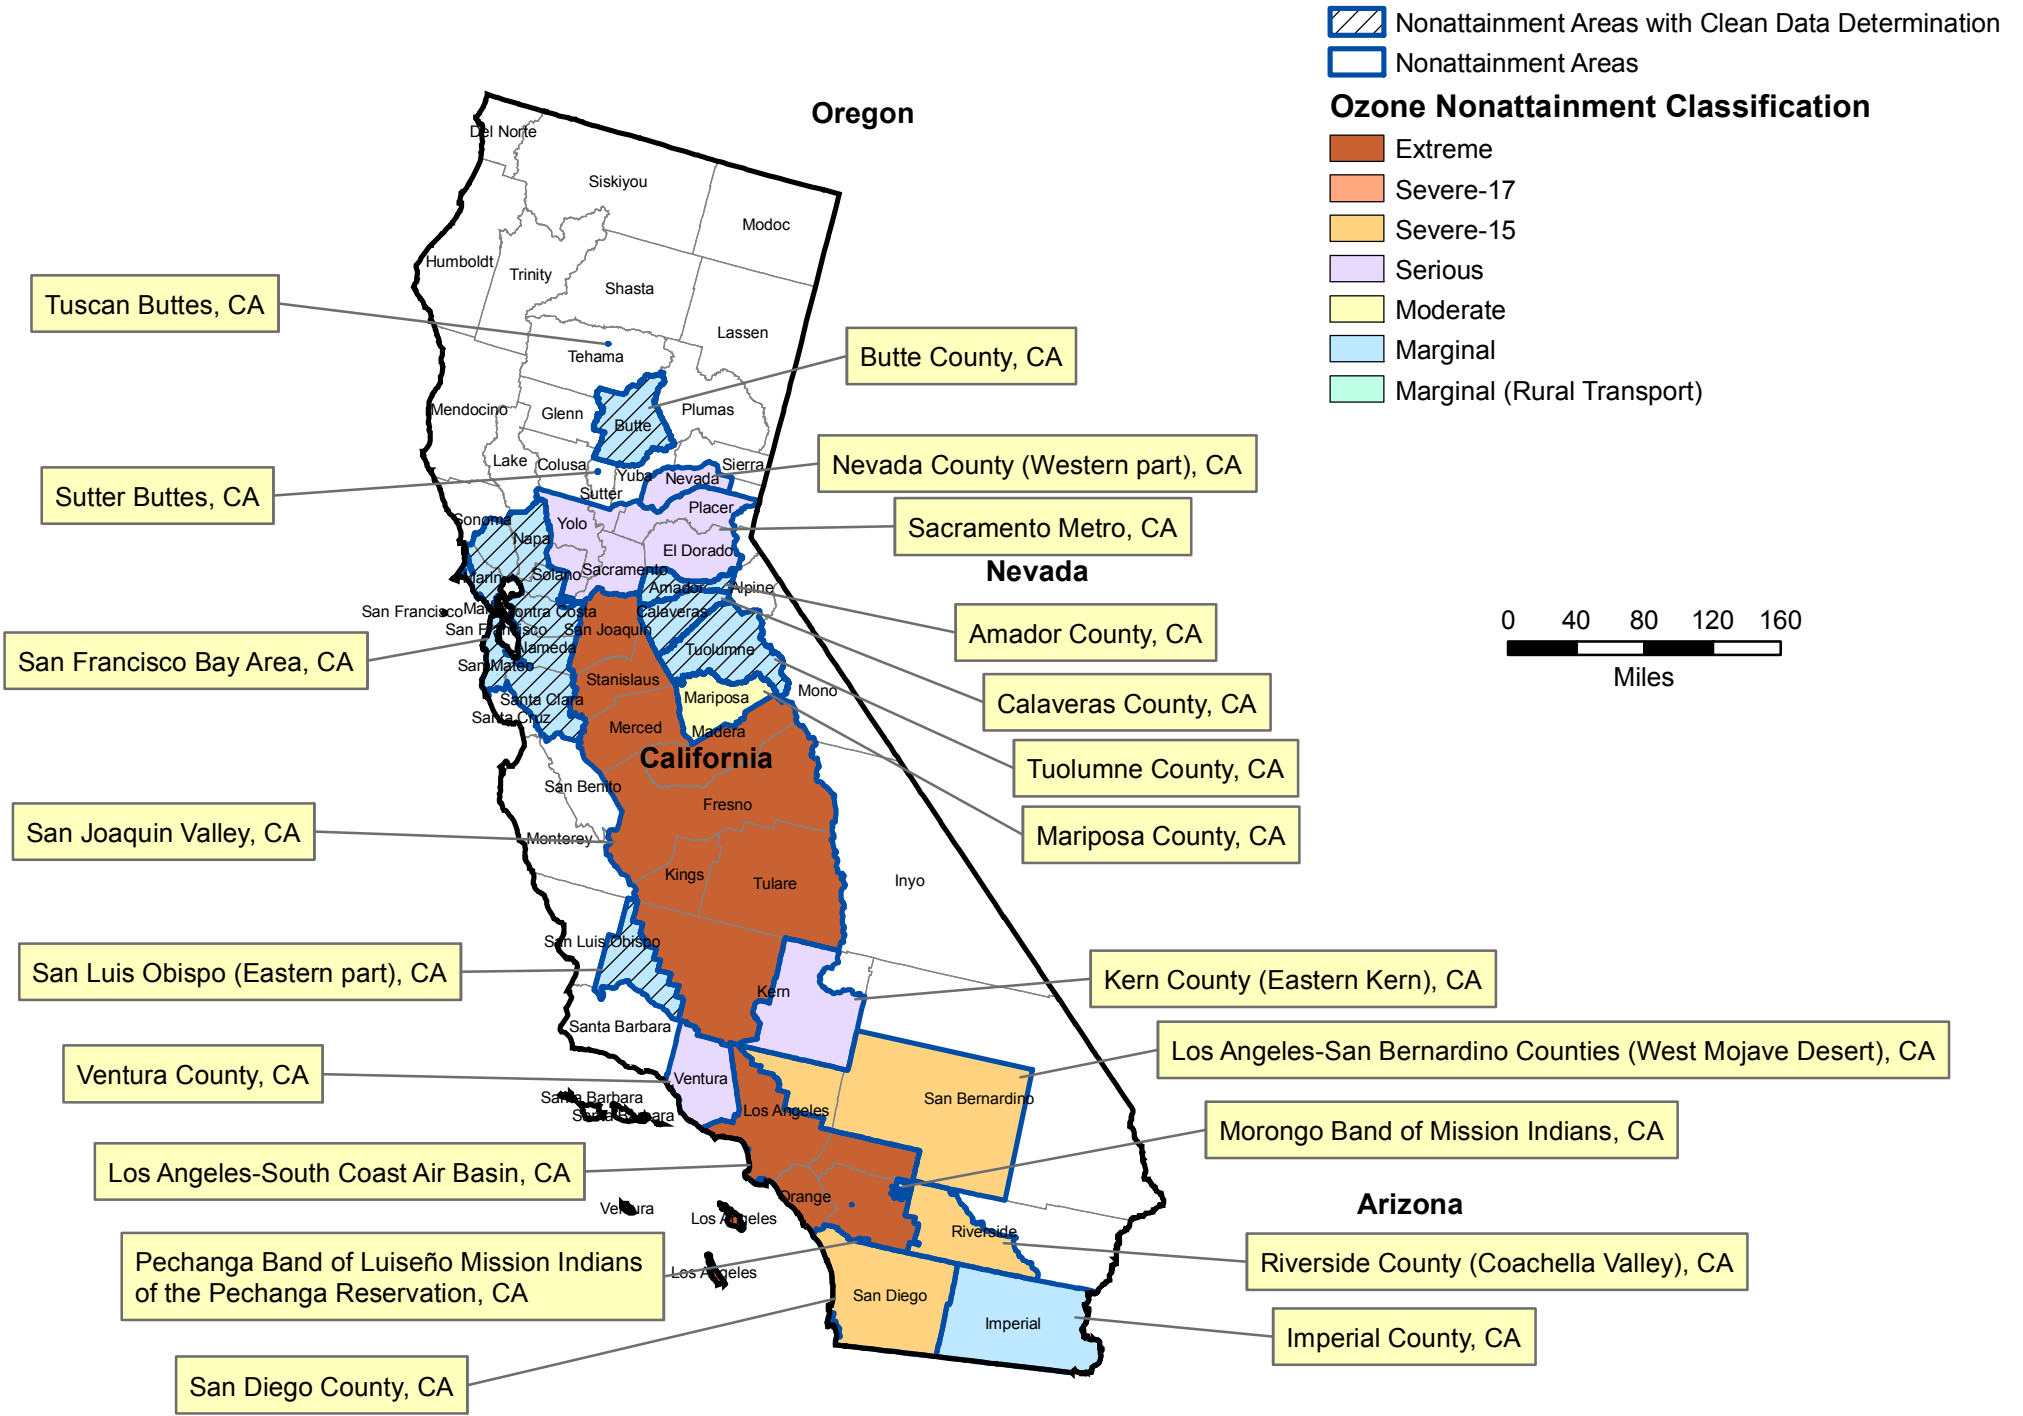 Nonattainment Areas with Clean Data Determination
Nonattainment Areas
Ozone Nonattainment Classification
Extreme
Severe-17
Severe-15
Serious
Moderate
Marginal
Marginal (Rural Transport)
Oregon
Del Norte
Siskiyou
Modoc
Humboldt
Trinity
Shasta
Lassen
Tuscan Buttes, CA
Tehama
Butte County, CA
Mendocino
Glenn
Butte
Plumas
Lake
Colusa
Yuba
Nevada
Sierra
Nevada County (Western part), CA
Sutter Buttes, CA
Sutter
Sonoma
Napa
Yolo
Placer
Sacramento Metro, CA
El Dorado
Nevada
Marin
Solano
Sacramento
Amador
Alpine
San Francisco
Mar
Contra Costa
Calaveras
San Francisco
San Joaquin
Amador County, CA
San Francisco Bay Area, CA
Alameda
Tuolumne
San Mateo
Stanislaus
Mono
Santa Clara
Mariposa
Calaveras County, CA
Santa Cruz
Merced
Madera
California
Tuolumne County, CA
San Benito
Fresno
San Joaquin Valley, CA
Monterey
Mariposa County, CA
Kings
Tulare
Inyo
San Luis Obispo
San Luis Obispo (Eastern part), CA
Kern
Kern County (Eastern Kern), CA
Santa Barbara
Los Angeles-San Bernardino Counties (West Mojave Desert), CA
Ventura County, CA
Ventura
Santa Barbara
Santa Barbara
Los Angeles
San Bernardino
Morongo Band of Mission Indians, CA
Los Angeles-South Coast Air Basin, CA
Orange
Ventura
Los Angeles
Arizona
Riverside
Pechanga Band of Luiseño Mission Indians
of the Pechanga Reservation, CA
Los Angeles
Riverside County (Coachella Valley), CA
San Diego
Imperial
Imperial County, CA
San Diego County, CA
0 40 80 120 160
Miles